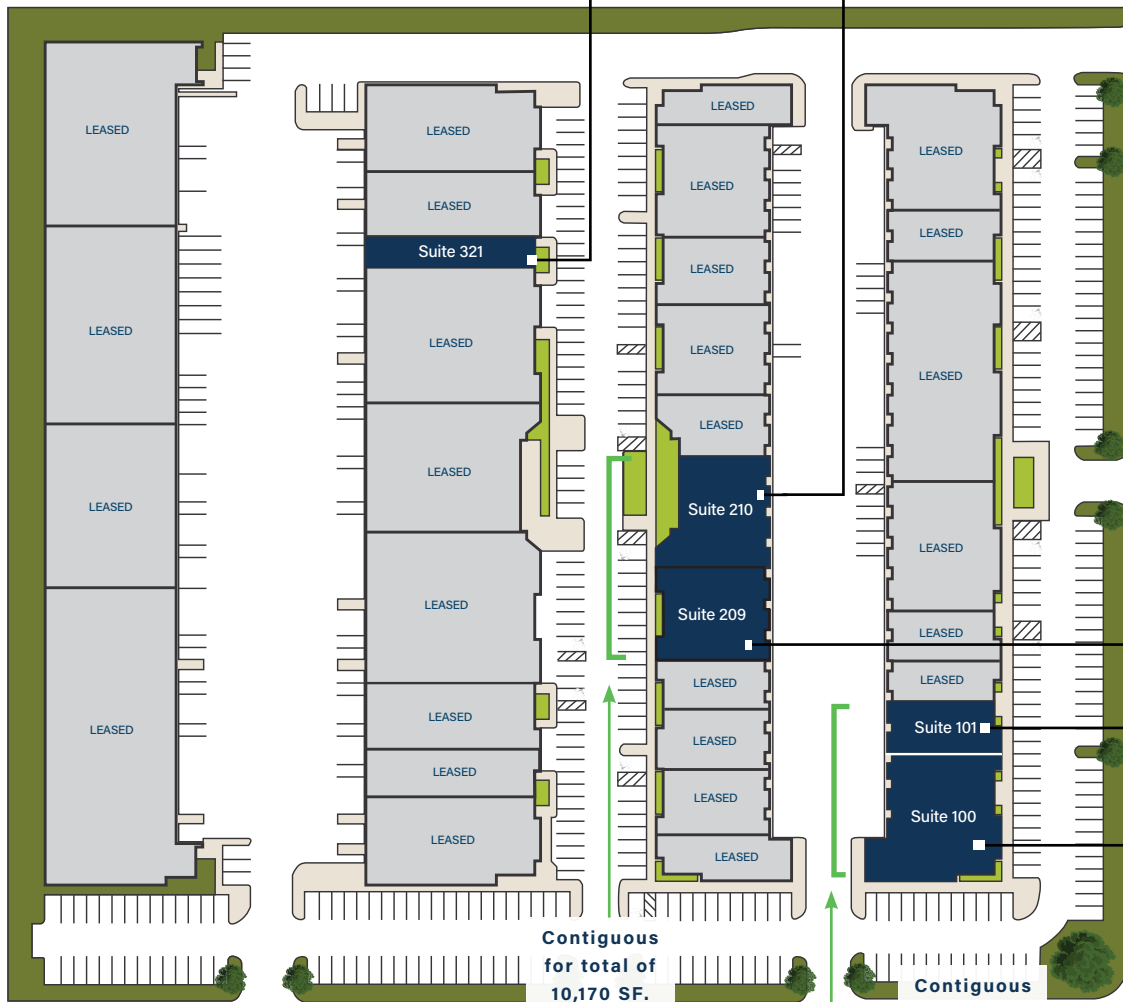 LEASED
LEASED
LEASED
LEASED
LEASED
LEASED
Suite 321
LEASED
LEASED
LEASED
LEASED
LEASED
LEASED
LEASED
LEASED
LEASED
LEASED
LEASED
Suite 210
Suite 209
LEASED
LEASED
LEASED
LEASED
LEASED
LEASED
LEASED
LEASED
LEASED
LEASED
Suite 101
Suite 100
Contiguous
for total of
10,170 SF.
Contiguous